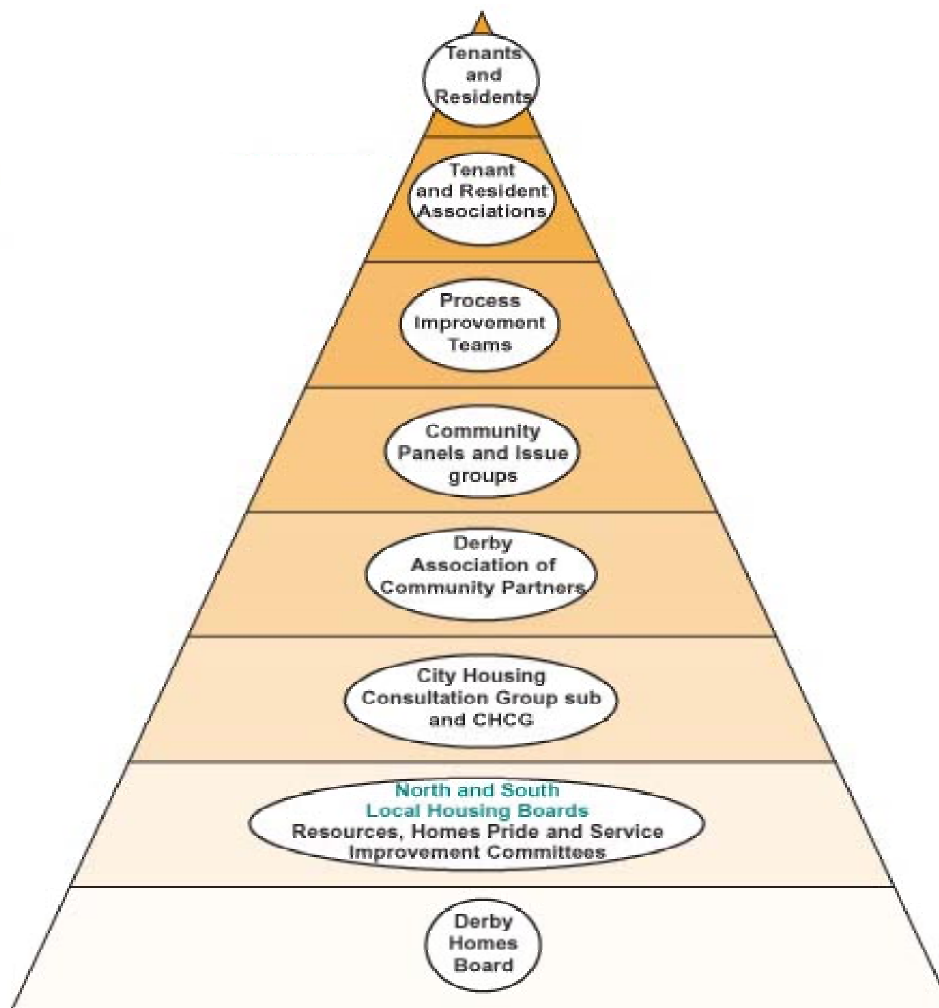 Tenants
and
Residents
Tenant
and Resident
Associations
Process
Improvement
Teams
Community
Panels and Issue
groups
Derby
Association of
Community Partners
City Housing
Consultation Group sub
and CHCG
North and South
Local Housing Boards
Resources, Homes Pride and Service
Improvement Committees
Derby
Homes
Board